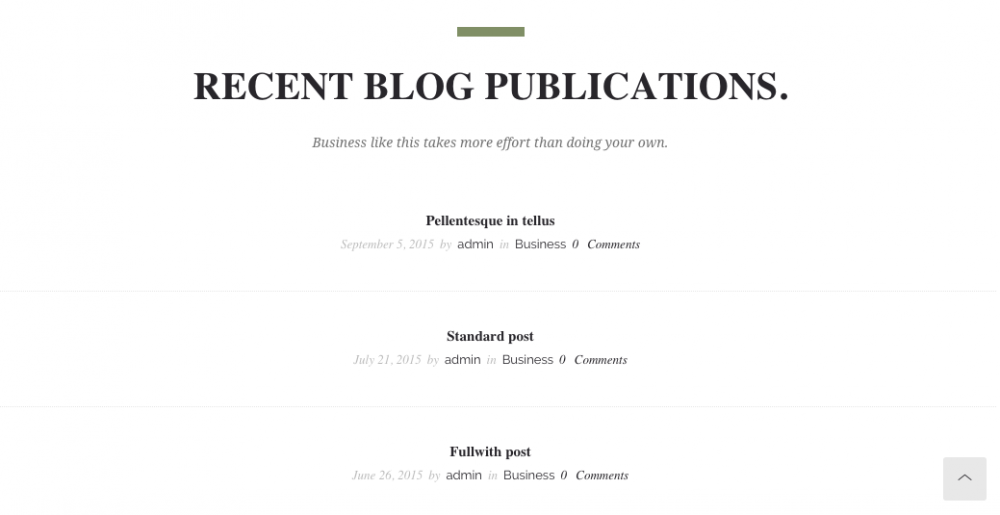 RECENT BLOG PUBLICATIONS.
Business like this takes more effort than doing your own.
Pellentesque in tellus
September 5, 2015 by admin in Business 0 Comments
Standard post
July 21, 2015 by admin in Business 0 Comments
Fullwith post
June 26, 2015 by admin in Business 0 Comments